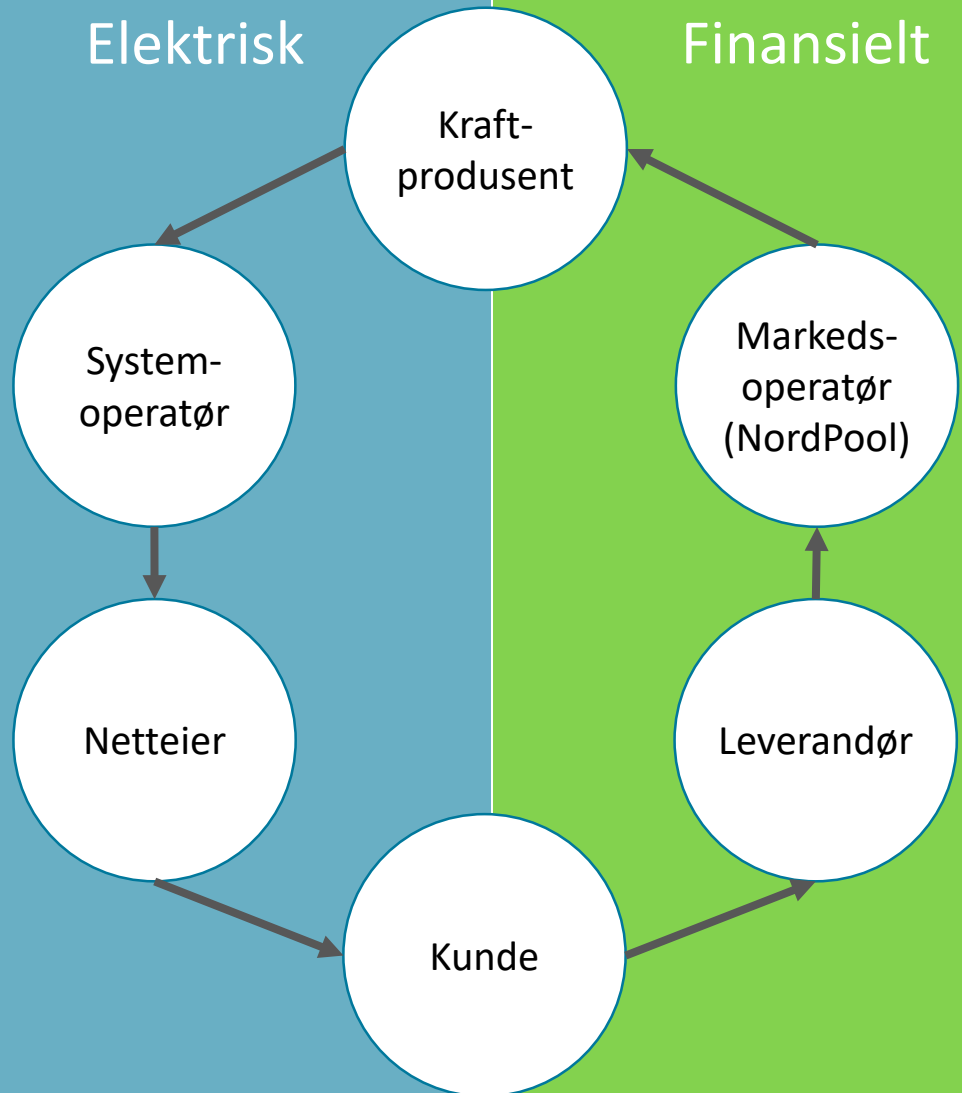 Elektrisk
Finansielt
Kraft-
produsent
System-
operatør
Markeds-
operatør
(NordPool)
Netteier
Leverandør
Kunde